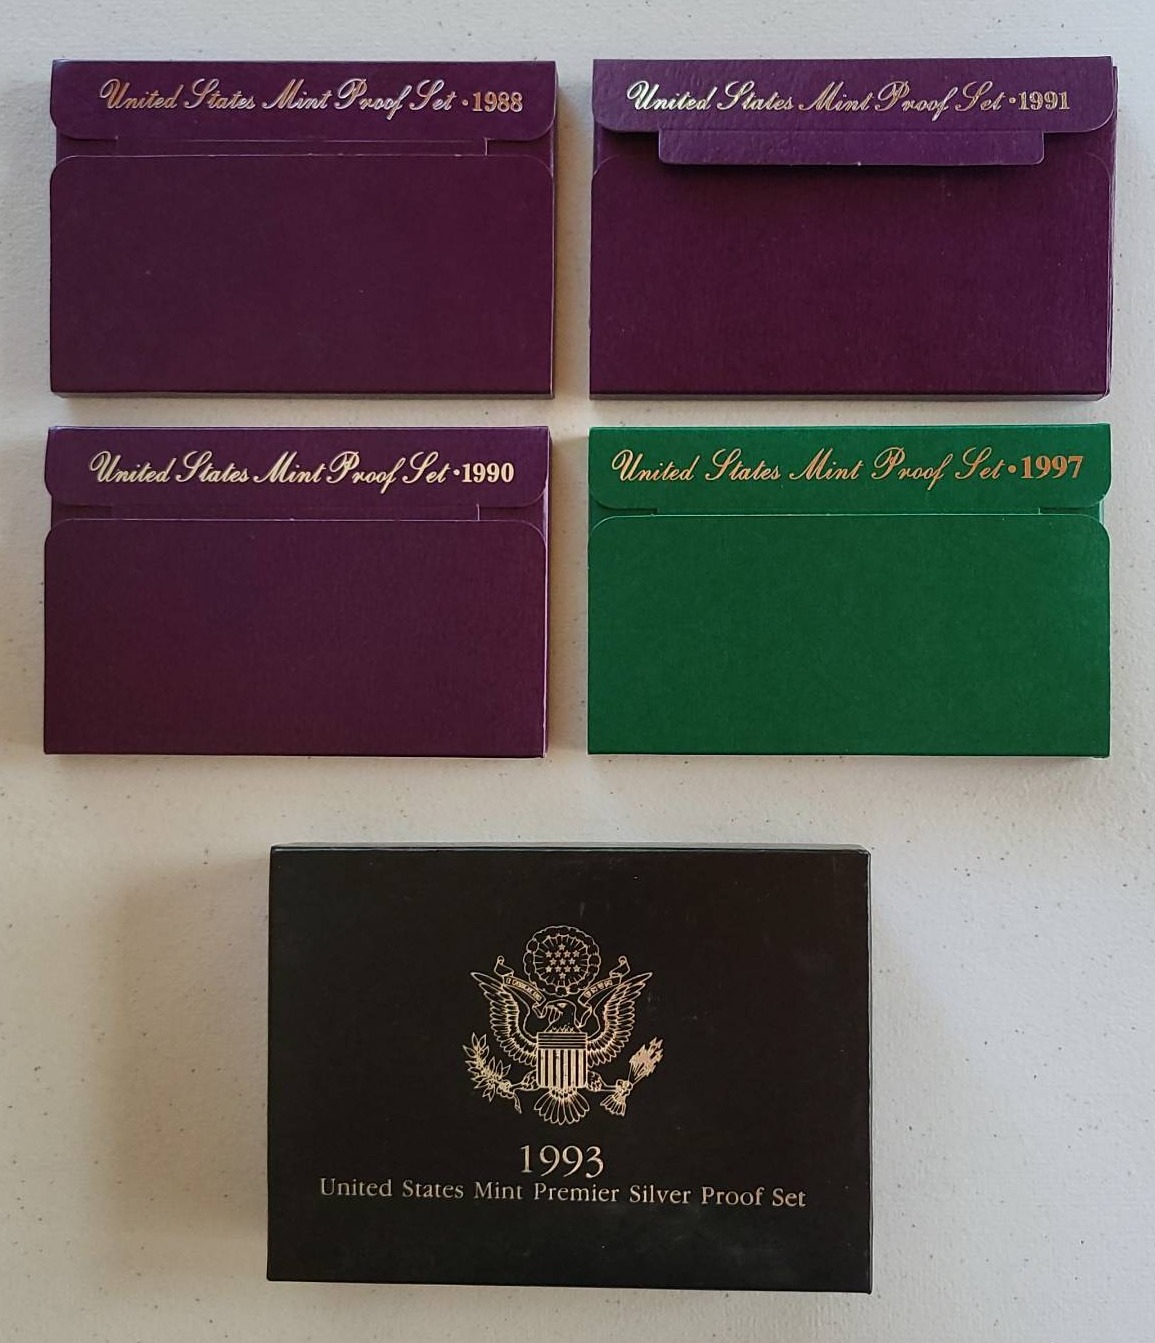 United States Mint Proof Set · 1988
United States Mint Proof Set · 1991
United States Mint Proof Set · 1990
United States Mint Proof Set · 1997
1993
United States Mint Premier Silver Proof Set